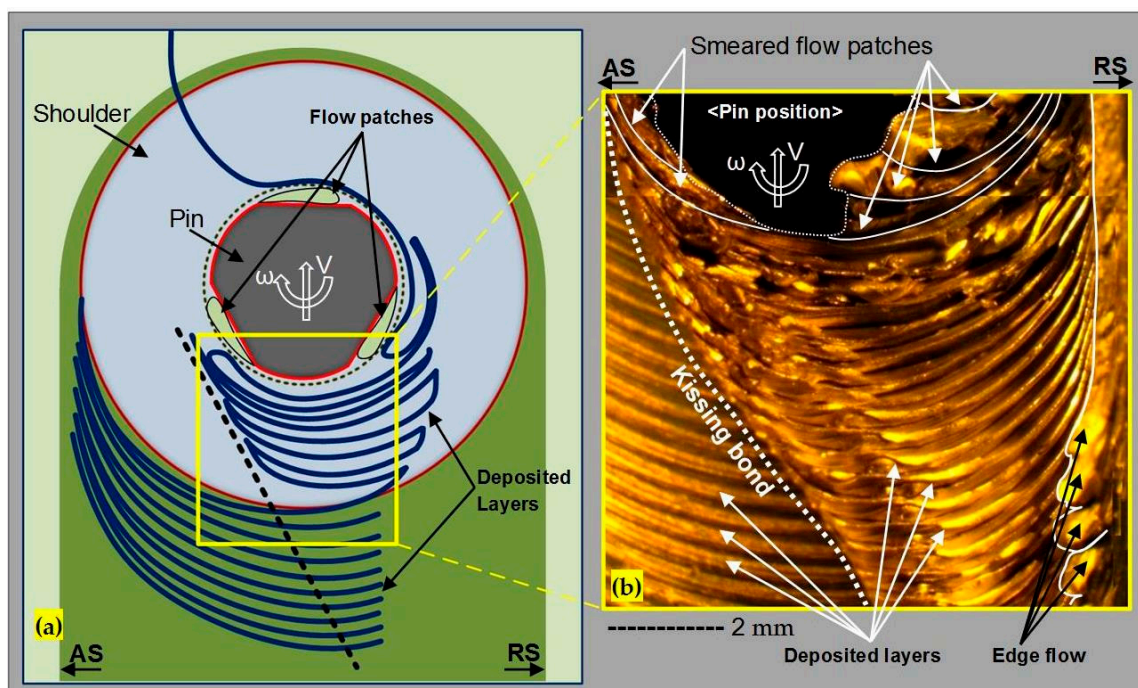 Shoulder
Flow patches
Pin
ω V
Deposited
Layers
(a)
AS RS
Smeared flow patches
AS RS
<Pin position>
ω V
Kissing bond
(b)
2 mm
Deposited layers Edge flow